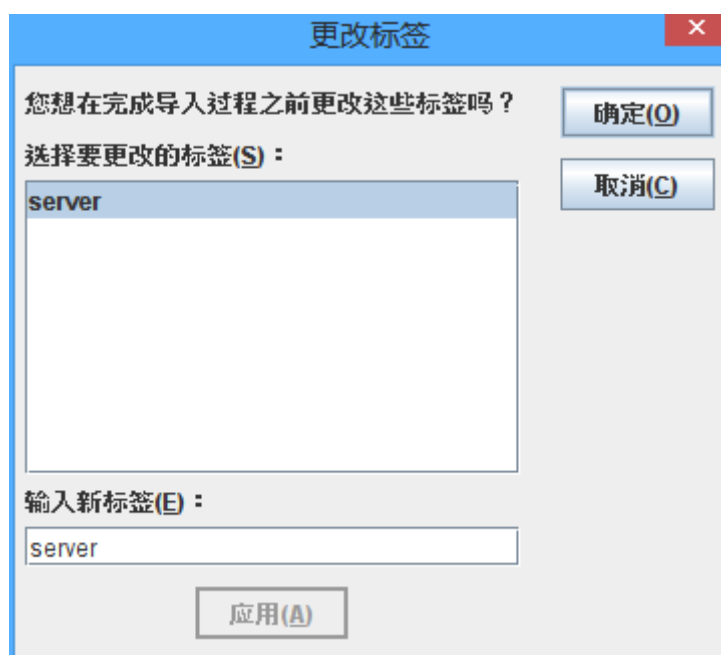 更改标签
您想在完成导入过程之前更改这些标签吗？
确定(O)
选择要更改的标签(S)：
取消(C)
server
输入新标签(E)：
server
应用(A)